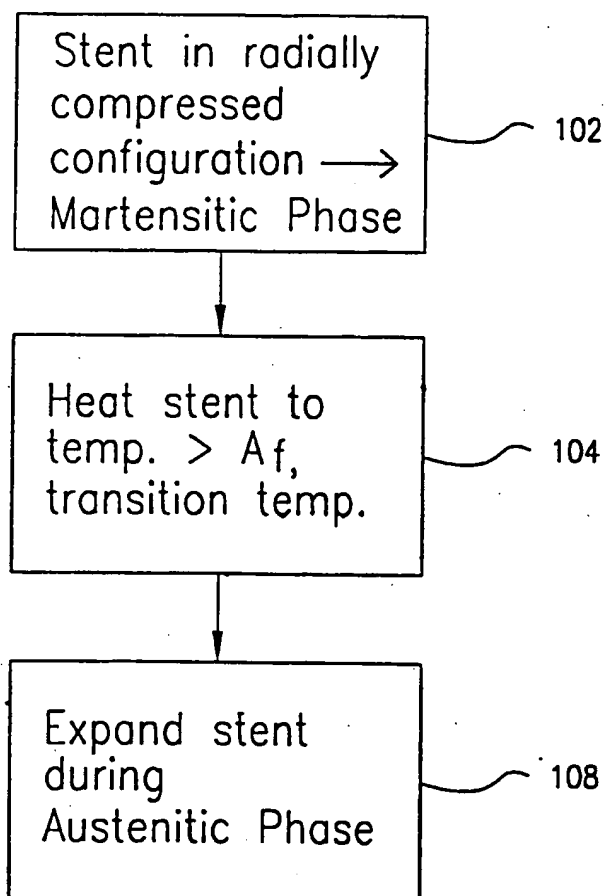 Stent in radially
compressed
configuration →
Martensitic Phase
102
Heat stent to
temp. > Af,
transition temp.
104
Expand stent
during
Austenitic Phase
108